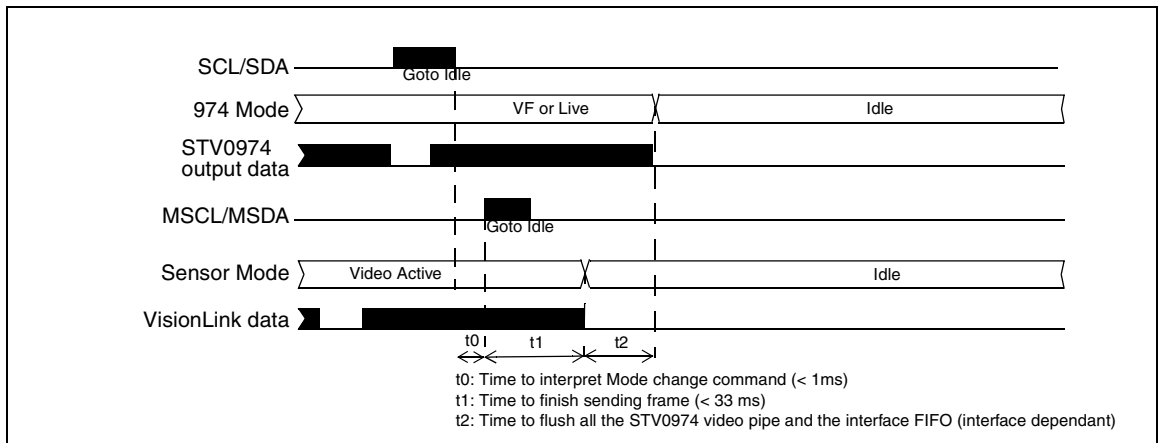 SCL/SDA
Goto Idle
974 Mode
VF or Live
Idle
STV0974
output data
MSCL/MSDA
Goto Idle
Sensor Mode
Video Active
Idle
VisionLink data
t0
t1
t2
t0: Time to interpret Mode change command (< 1ms)
t1: Time to finish sending frame (< 33 ms)
t2: Time to flush all the STV0974 video pipe and the interface FIFO (interface dependant)